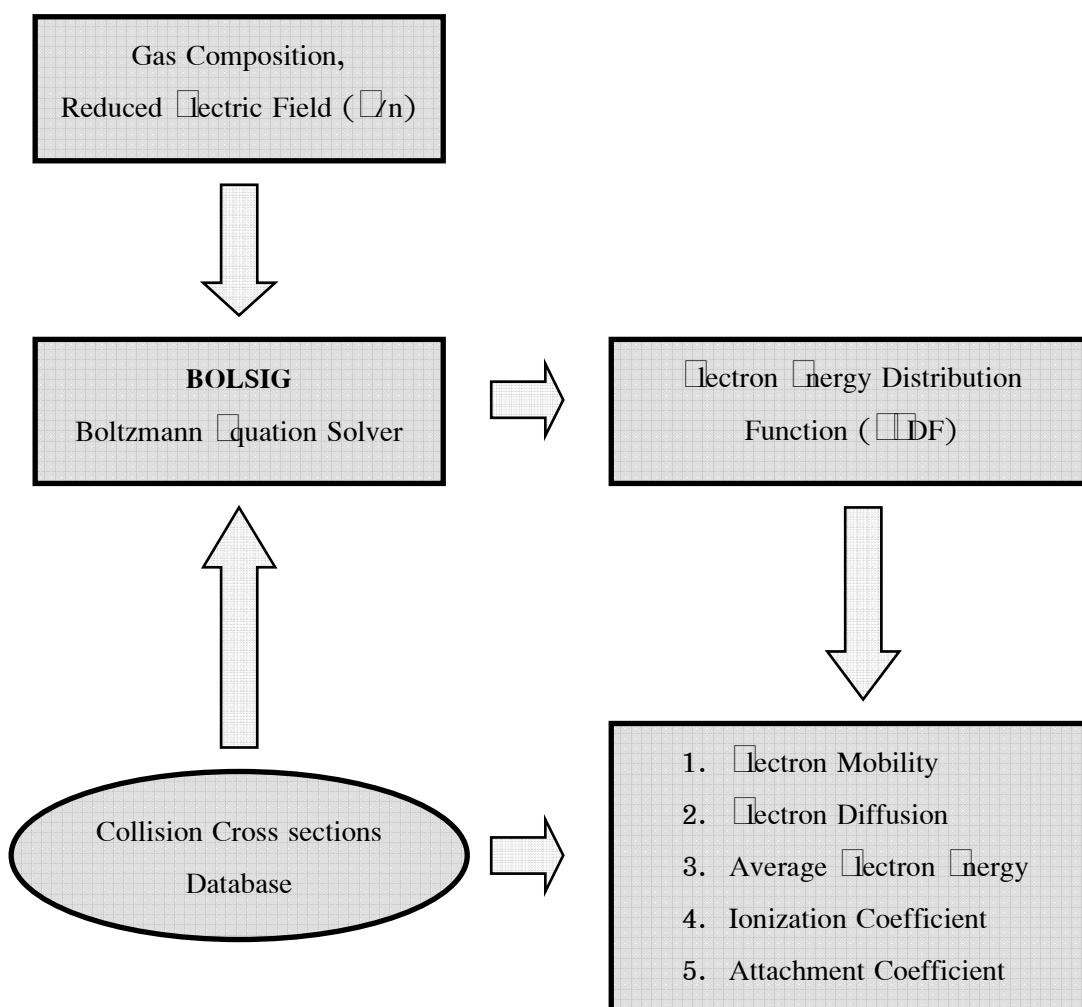 Gas Composition,
Reduced □lectric Field (□/n)
BOLSIG
Boltzmann □quation Solver
□lectron □nergy Distribution
Function (□□DF)
Collision Cross sections
Database
1. □lectron Mobility
2. □lectron Diffusion
3. Average □lectron □nergy
4. Ionization Coefficient
5. Attachment Coefficient